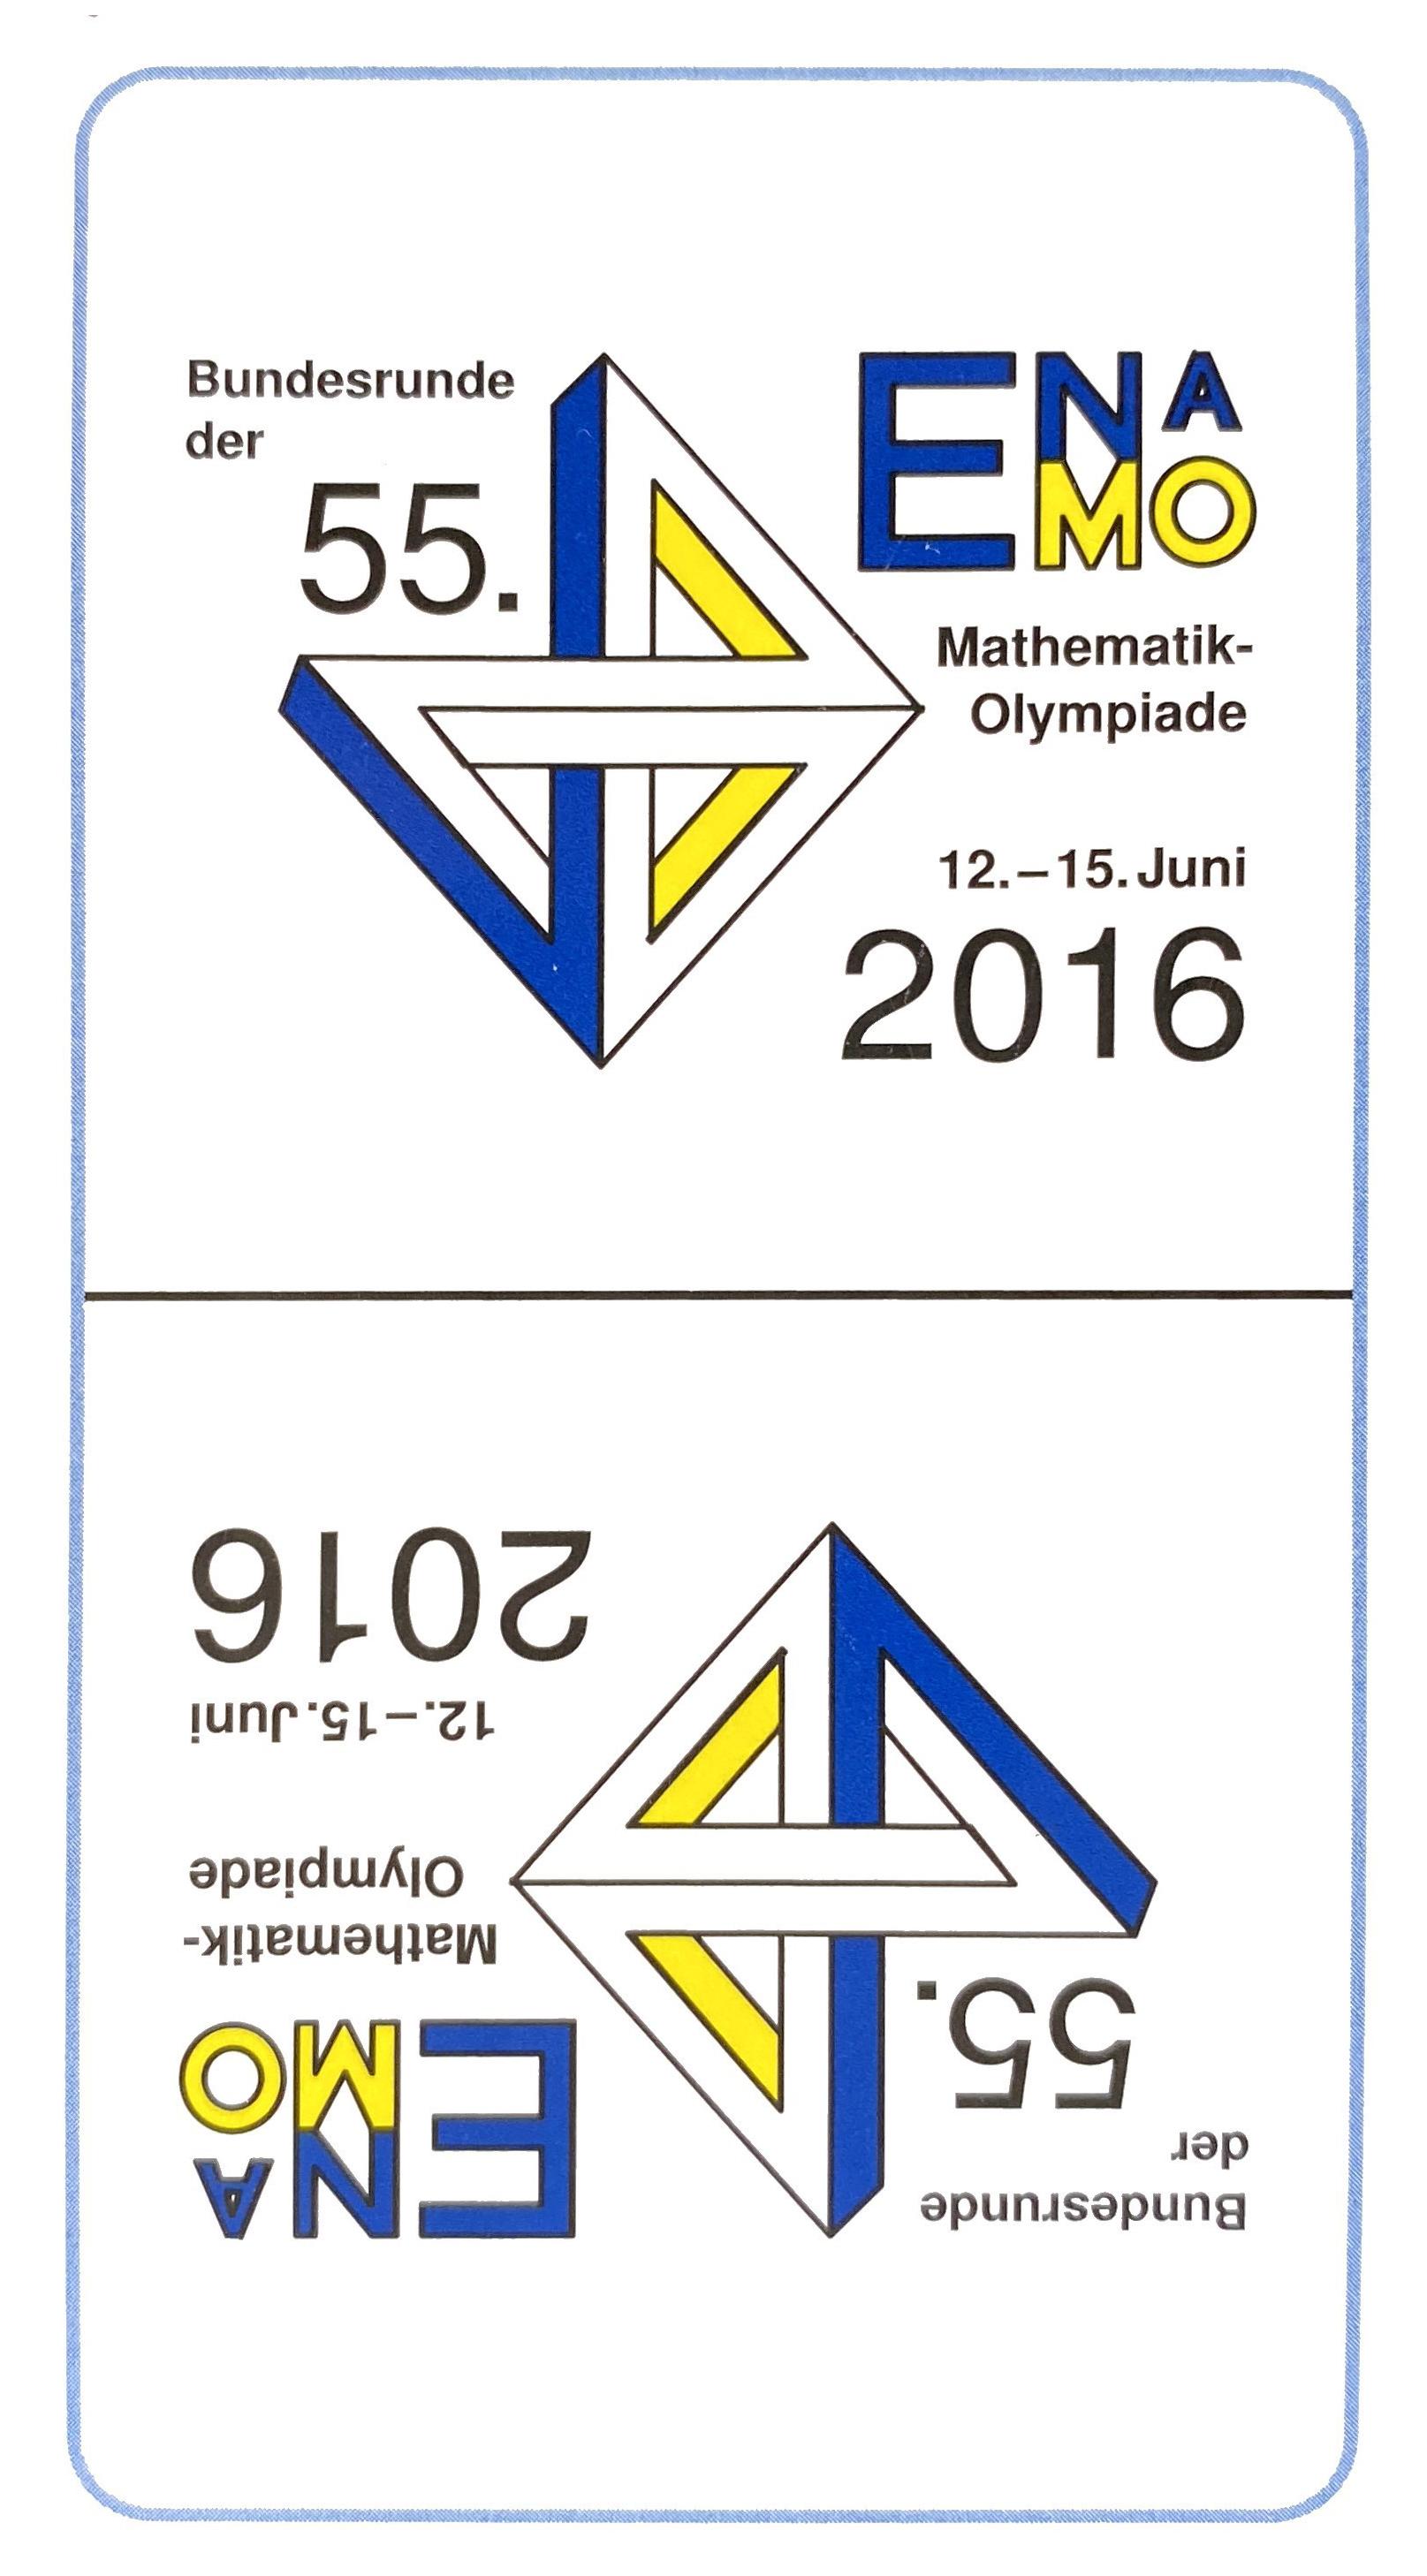 Bundesrunde
der
55.
ENA
MO
Mathematik-
Olympiade
12.–15. Juni
2016
Bundesrunde
der
55.
ENA
MO
Mathematik-
Olympiade
12.–15. Juni
2016